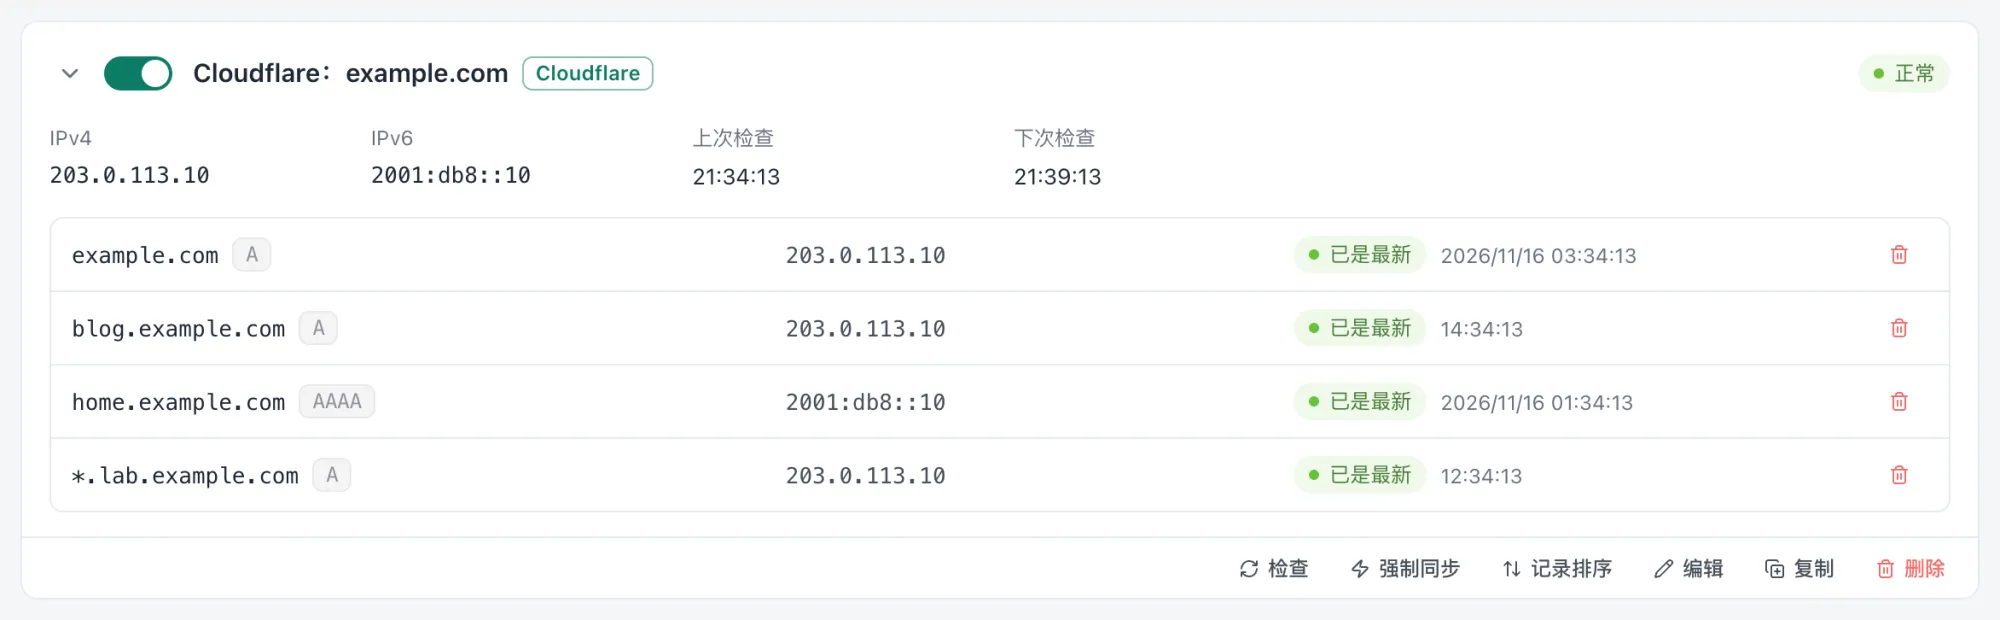 Cloudflare：example.com Cloudflare 正常
IPv4 IPv6 上次检查 下次检查
203.0.113.10 2001:db8::10 21:34:13 21:39:13
example.com A 203.0.113.10 已是最新 2026/11/16 03:34:13
blog.example.com A 203.0.113.10 已是最新 14:34:13
home.example.com AAAA 2001:db8::10 已是最新 2026/11/16 01:34:13
*.lab.example.com A 203.0.113.10 已是最新 12:34:13
检查 强制同步 记录排序 编辑 复制 删除